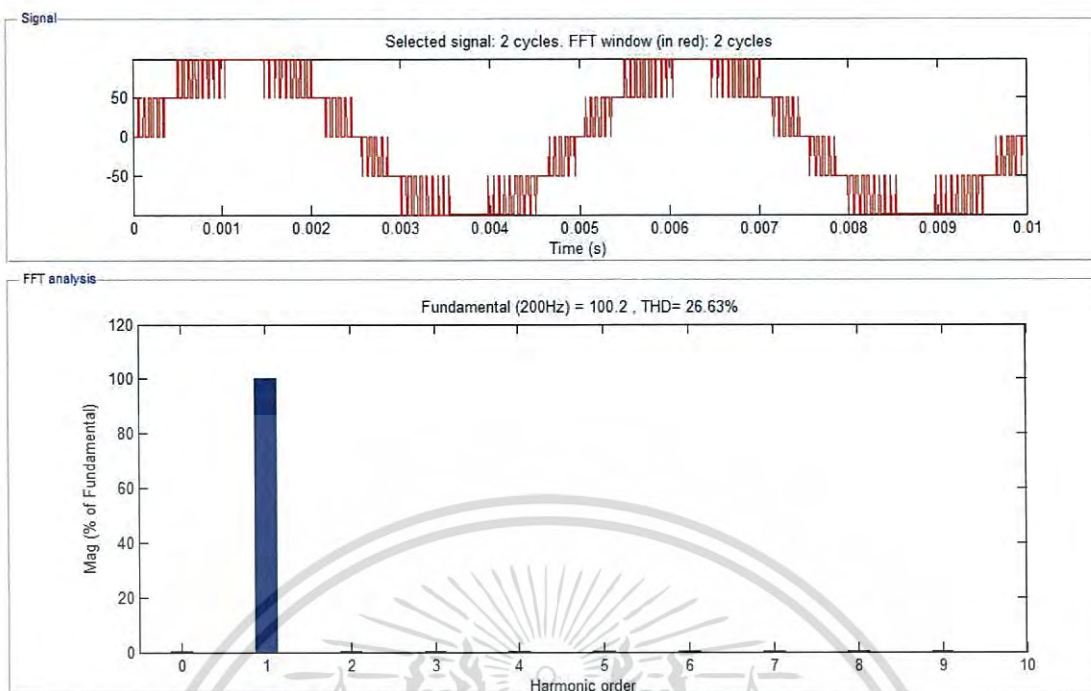 Signal
Selected signal: 2 cycles. FFT window (in red): 2 cycles
50
0
-50
0 0.001 0.002 0.003 0.004 0.005 0.006 0.007 0.008 0.009 0.01
Time (s)
FFT analysis
Fundamental (200Hz) = 100.2 , THD= 26.63%
120
100
80
60
40
20
0
Mag (% of Fundamental)
0 1 2 3 4 5 6 7 8 9 10
Harmonic order